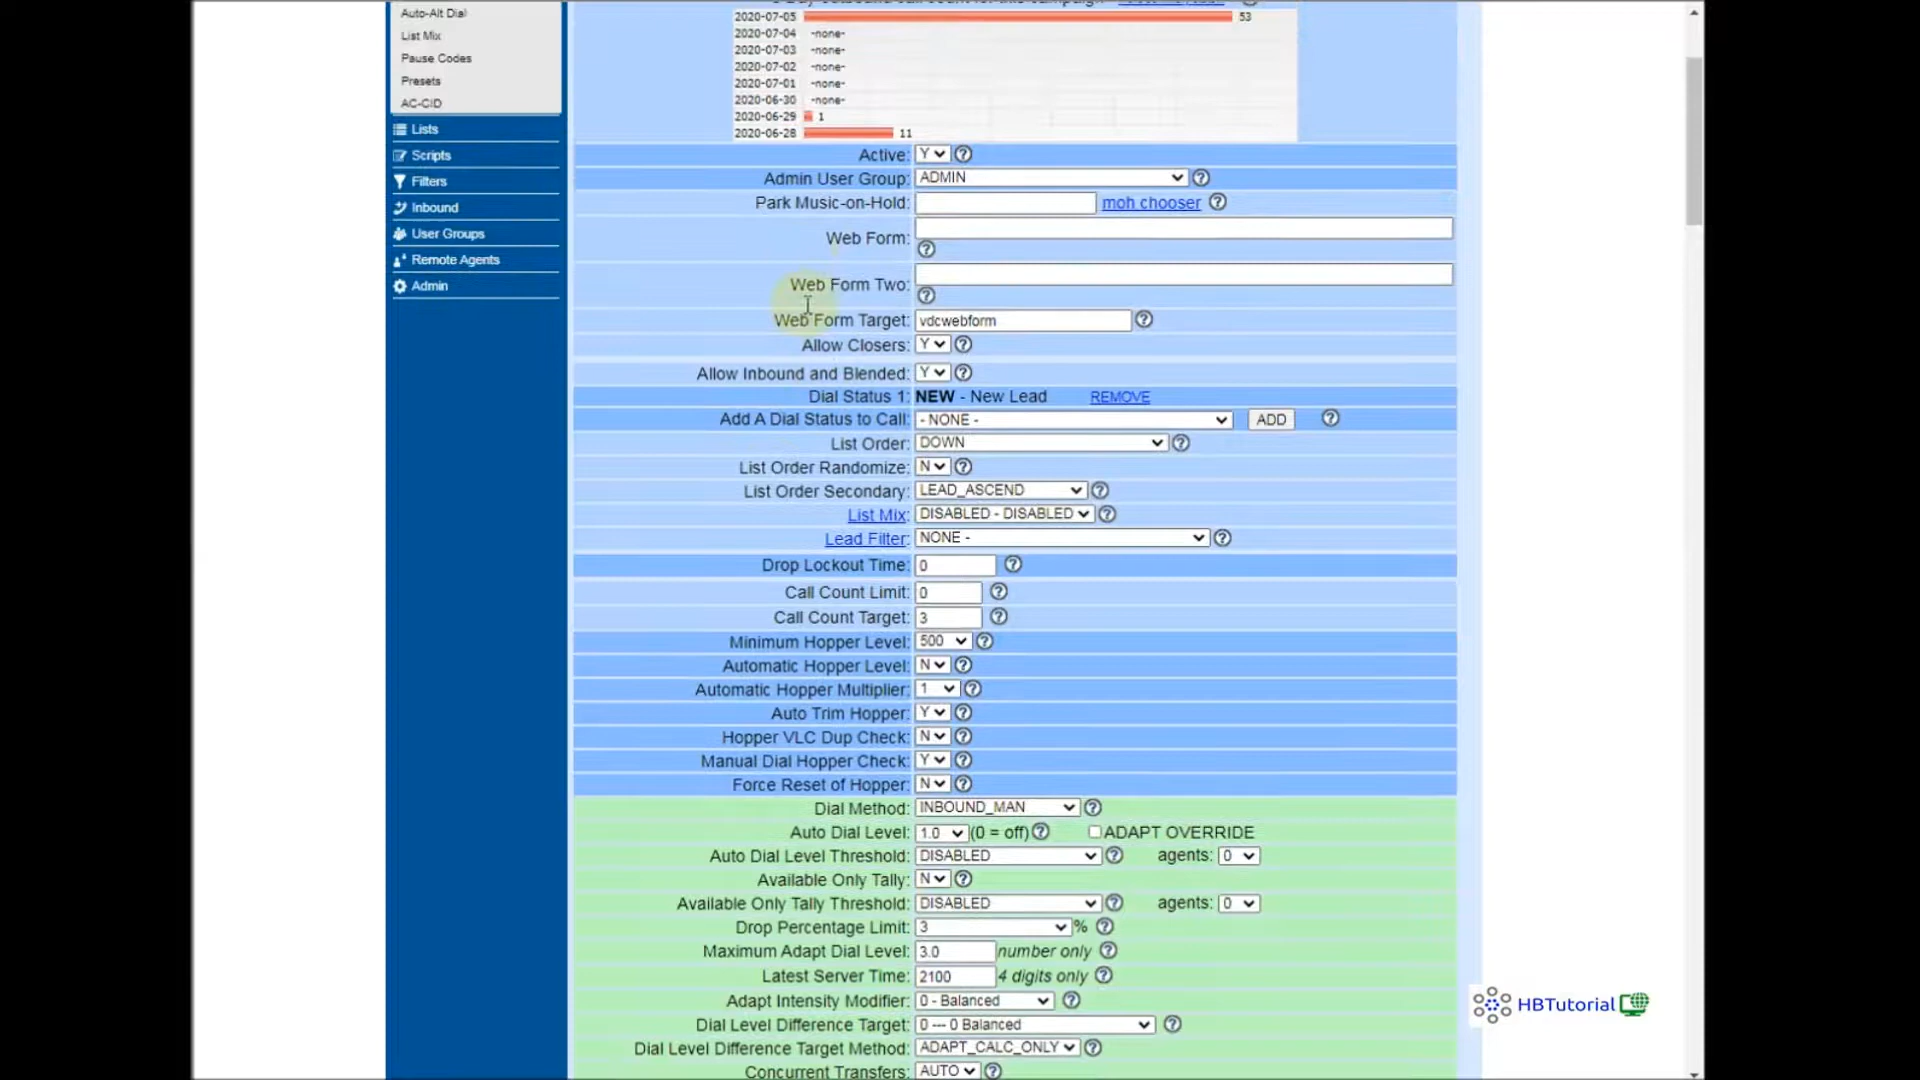 Auto-Alt Dial
List Mix
Pause Codes
Presets
AC-CID
Lists
Scripts
Filters
Inbound
User Groups
Remote Agents
Admin
2020-07-05 53
2020-07-04 -none-
2020-07-03 -none-
2020-07-02 -none-
2020-07-01 -none-
2020-06-30 -none-
2020-06-29 1
2020-06-28 11
Active: Y
Admin User Group: ADMIN
Park Music-on-Hold: moh chooser
Web Form:
Web Form Two:
Web Form Target: vdcwebform
Allow Closers: Y
Allow Inbound and Blended: Y
Dial Status 1: NEW - New Lead REMOVE
Add A Dial Status to Call: - NONE - ADD
List Order: DOWN
List Order Randomize: N
List Order Secondary: LEAD_ASCEND
List Mix: DISABLED - DISABLED
Lead Filter: NONE -
Drop Lockout Time: 0
Call Count Limit: 0
Call Count Target: 3
Minimum Hopper Level: 500
Automatic Hopper Level: N
Automatic Hopper Multiplier: 1
Auto Trim Hopper: Y
Hopper VLC Dup Check: N
Manual Dial Hopper Check: Y
Force Reset of Hopper: N
Dial Method: INBOUND_MAN
Auto Dial Level: 1.0 (0 = off) ADAPT OVERRIDE
Auto Dial Level Threshold: DISABLED agents: 0
Available Only Tally: N
Available Only Tally Threshold: DISABLED agents: 0
Drop Percentage Limit: 3 %
Maximum Adapt Dial Level: 3.0 number only
Latest Server Time: 2100 4 digits only
Adapt Intensity Modifier: 0 - Balanced
Dial Level Difference Target: 0 --- 0 Balanced
Dial Level Difference Target Method: ADAPT_CALC_ONLY
Concurrent Transfers: AUTO
HBTutorial